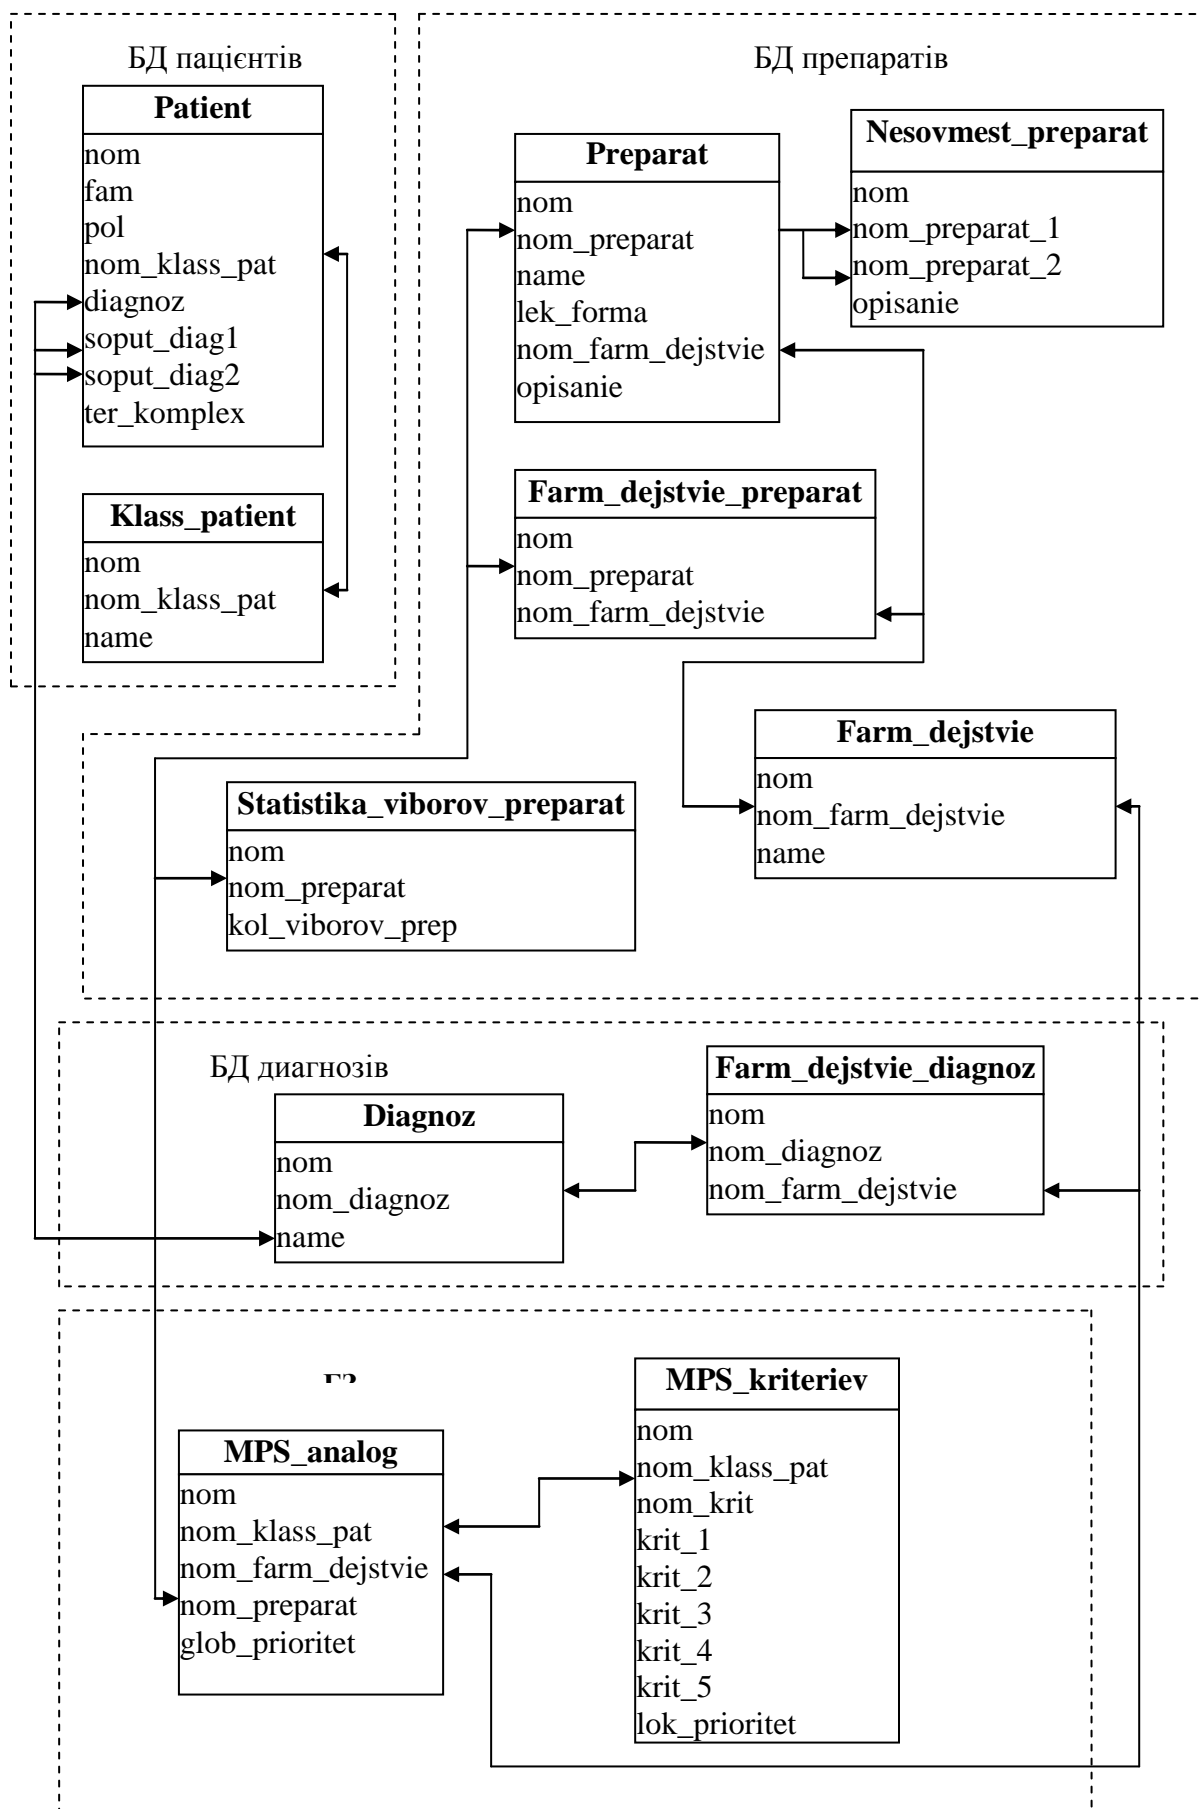 БД пацієнтів
Patient
nom
fam
pol
nom_klass_pat
diagnoz
soput_diag1
soput_diag2
ter_komplex
Klass_patient
nom
nom_klass_pat
name
БД препаратів
Preparat
nom
nom_preparat
name
lek_forma
nom_farm_dejstvie
opisanie
Nesovmest_preparat
nom
nom_preparat_1
nom_preparat_2
opisanie
Farm_dejstvie_preparat
nom
nom_preparat
nom_farm_dejstvie
Farm_dejstvie
nom
nom_farm_dejstvie
name
Statistika_viborov_preparat
nom
nom_preparat
kol_viborov_prep
БД диагнозів
Diagnoz
nom
nom_diagnoz
name
Farm_dejstvie_diagnoz
nom
nom_diagnoz
nom_farm_dejstvie
MPS_analog
nom
nom_klass_pat
nom_farm_dejstvie
nom_preparat
glob_prioritet
MPS_kriteriev
nom
nom_klass_pat
nom_krit
krit_1
krit_2
krit_3
krit_4
krit_5
lok_prioritet